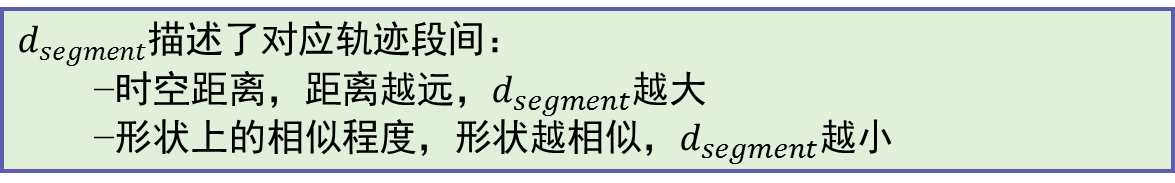 d_segment描述了对应轨迹段间：
–时空距离，距离越远，d_segment越大
–形状上的相似程度，形状越相似，d_segment越小